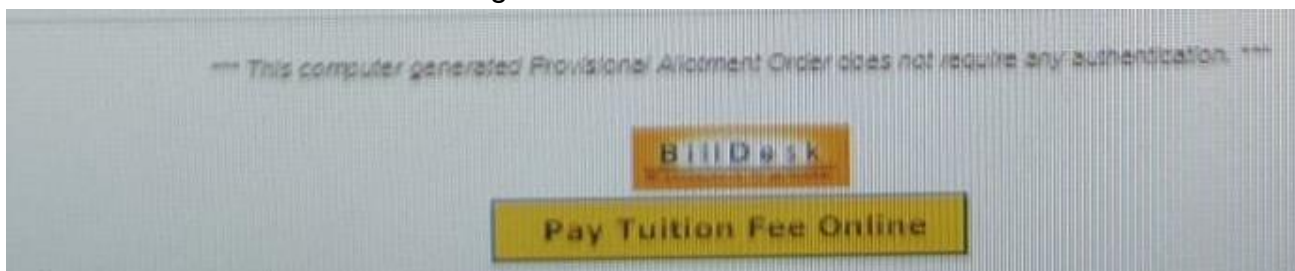 *** This computer generated Provisional Allotment Order does not require any authentication. ***
BillDesk
Pay Tuition Fee Online